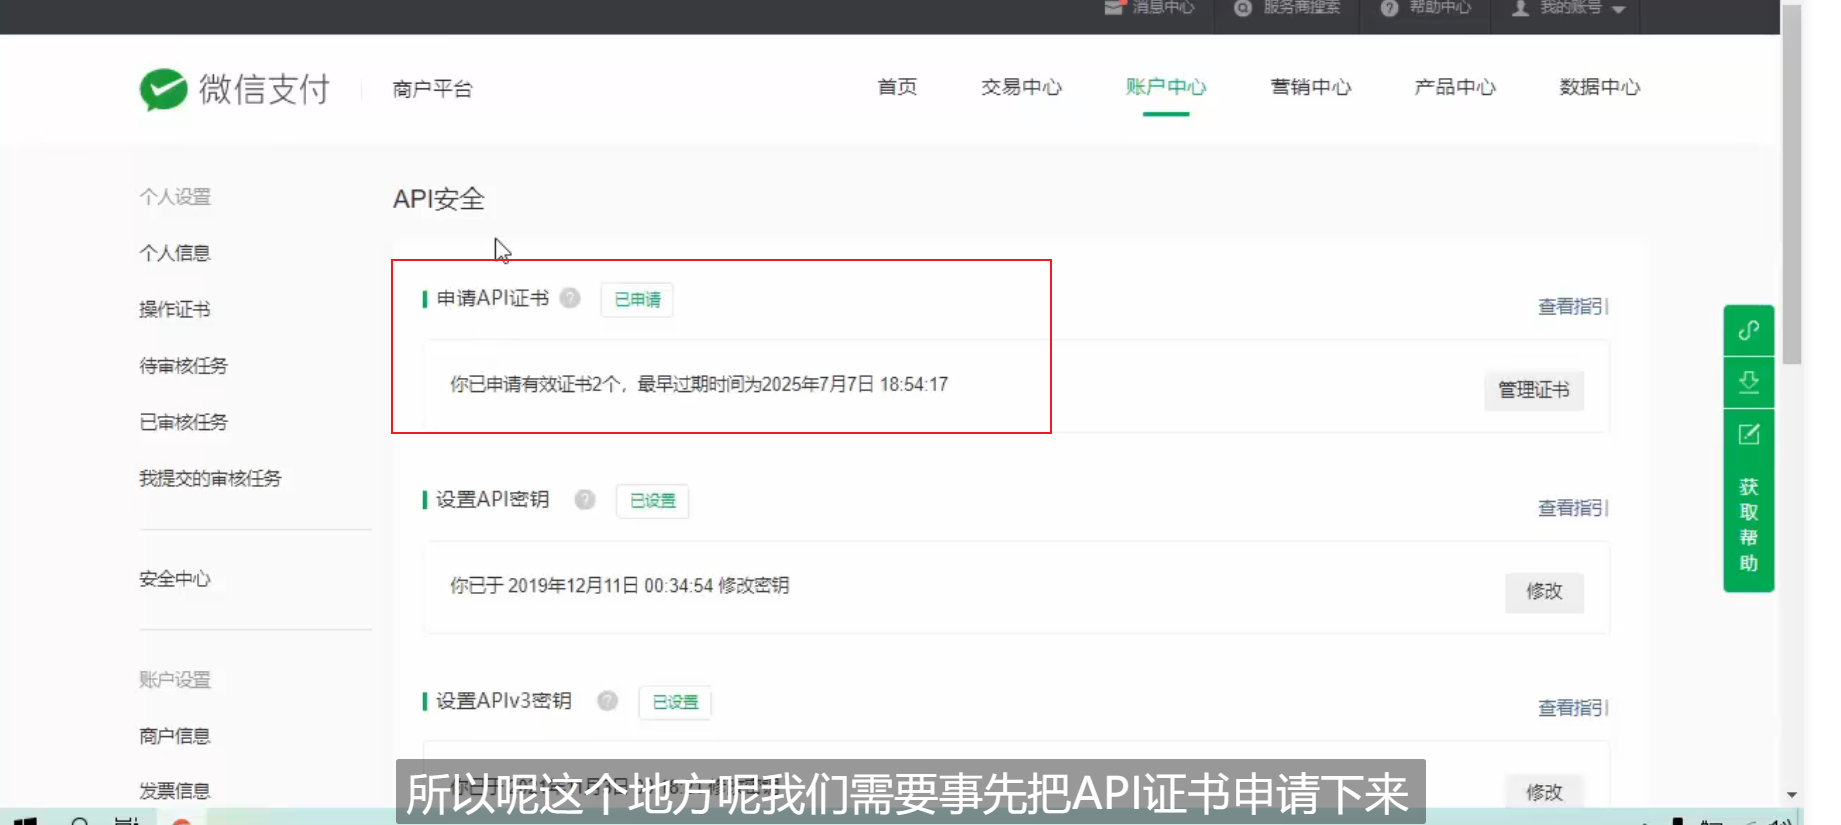 消息中心
服务商搜索
帮助中心
我的账号
微信支付
商户平台
首页
交易中心
账户中心
营销中心
产品中心
数据中心
个人设置
个人信息
操作证书
待审核任务
已审核任务
我提交的审核任务
安全中心
账户设置
商户信息
发票信息
API安全
申请API证书
已申请
查看指引
你已申请有效证书2个，最早过期时间为2025年7月7日 18:54:17
管理证书
设置API密钥
已设置
查看指引
你已于 2019年12月11日 00:34:54 修改密钥
修改
设置APIv3密钥
已设置
查看指引
修改
获取帮助
所以呢这个地方呢我们需要事先把API证书申请下来